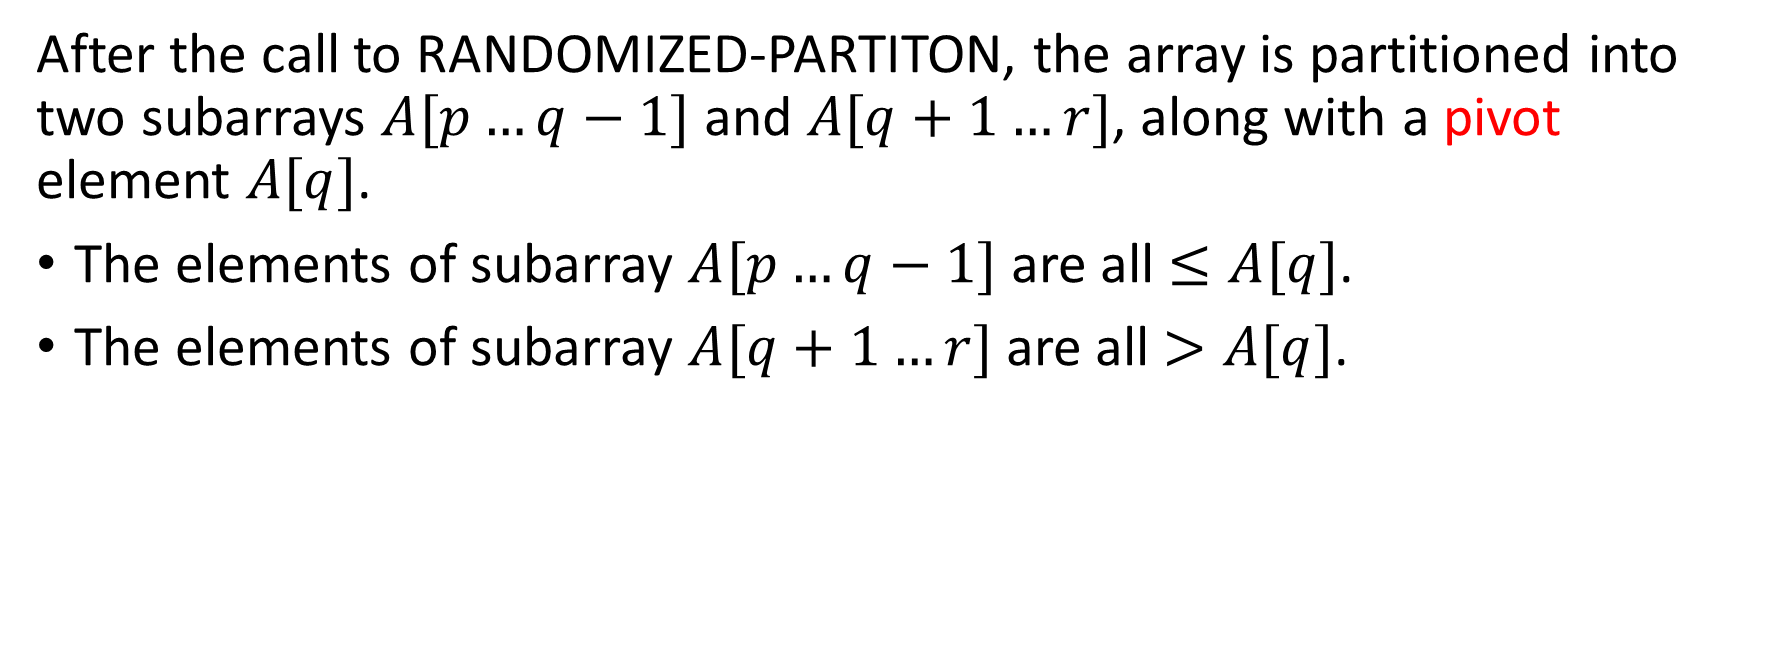 After the call to RANDOMIZED-PARTITON, the array is partitioned into
two subarrays A[p … q − 1] and A[q + 1 … r], along with a pivot
element A[q].
• The elements of subarray A[p … q − 1] are all ≤ A[q].
• The elements of subarray A[q + 1 … r] are all > A[q].